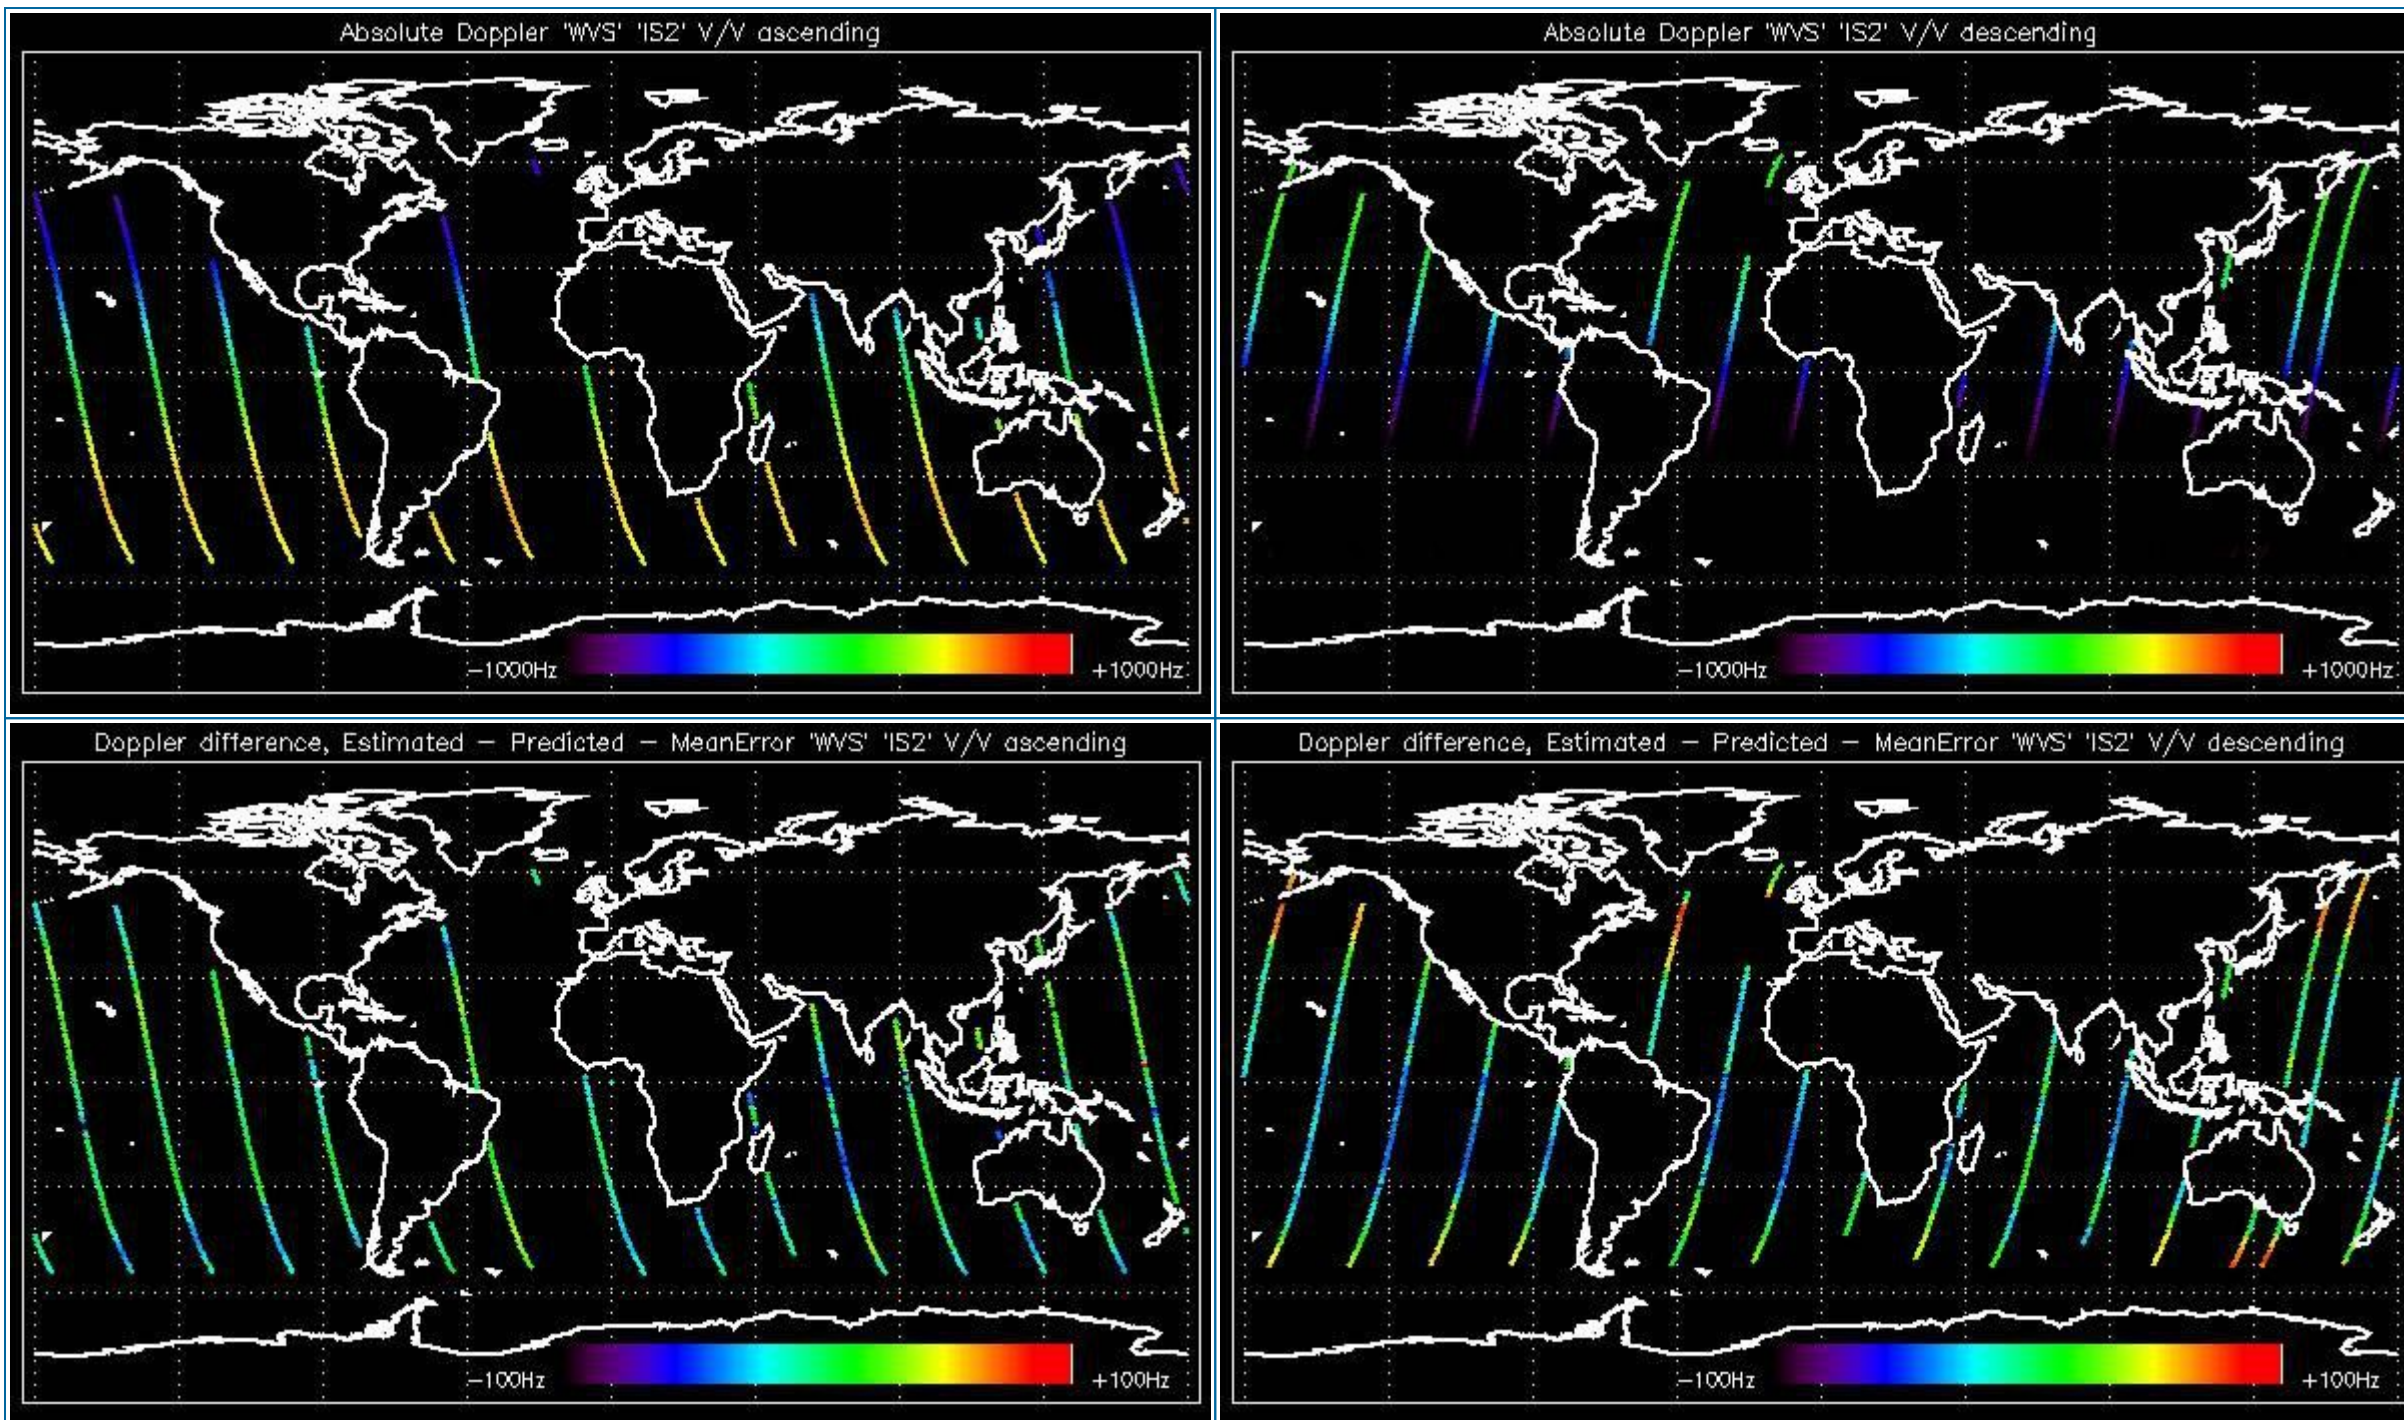 Absolute Doppler 'WVS' 'IS2' V/V ascending
-1000Hz
+1000Hz
Absolute Doppler 'WVS' 'IS2' V/V descending
-1000Hz
+1000Hz
Doppler difference, Estimated - Predicted - MeanError 'WVS' 'IS2' V/V ascending
-100Hz
+100Hz
Doppler difference, Estimated - Predicted - MeanError 'WVS' 'IS2' V/V descending
-100Hz
+100Hz